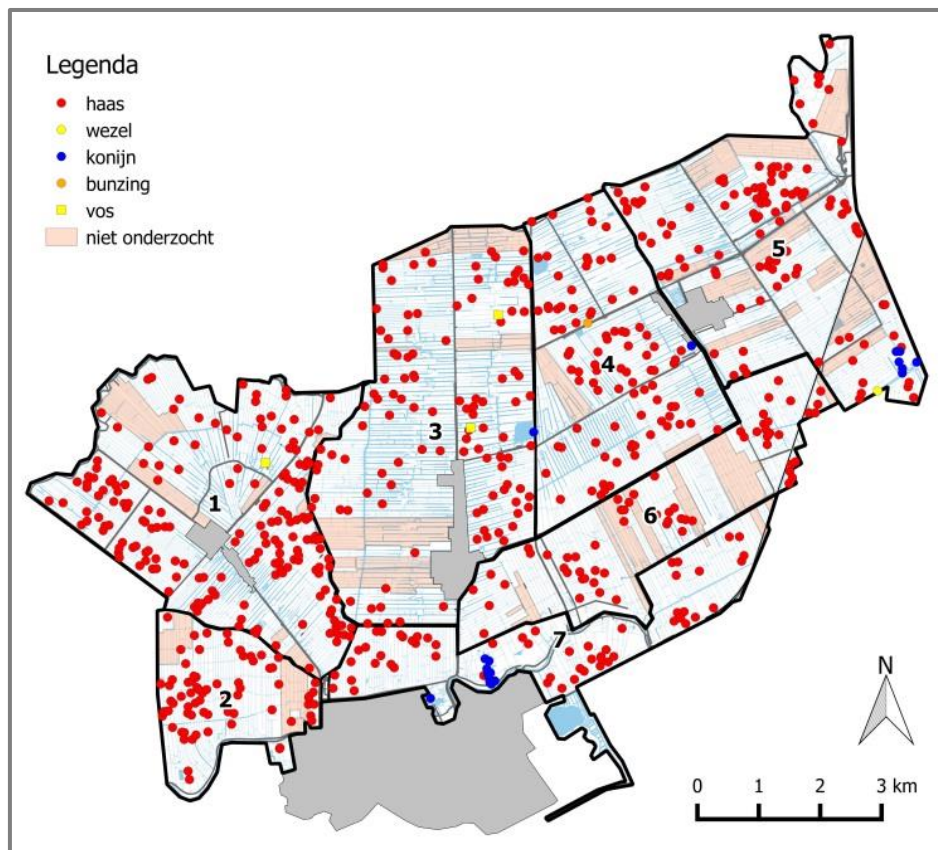 Legenda
haas
wezel
konijn
bunzing
vos
niet onderzocht
5
4
3
1
6
7
2
N
0 1 2 3 km